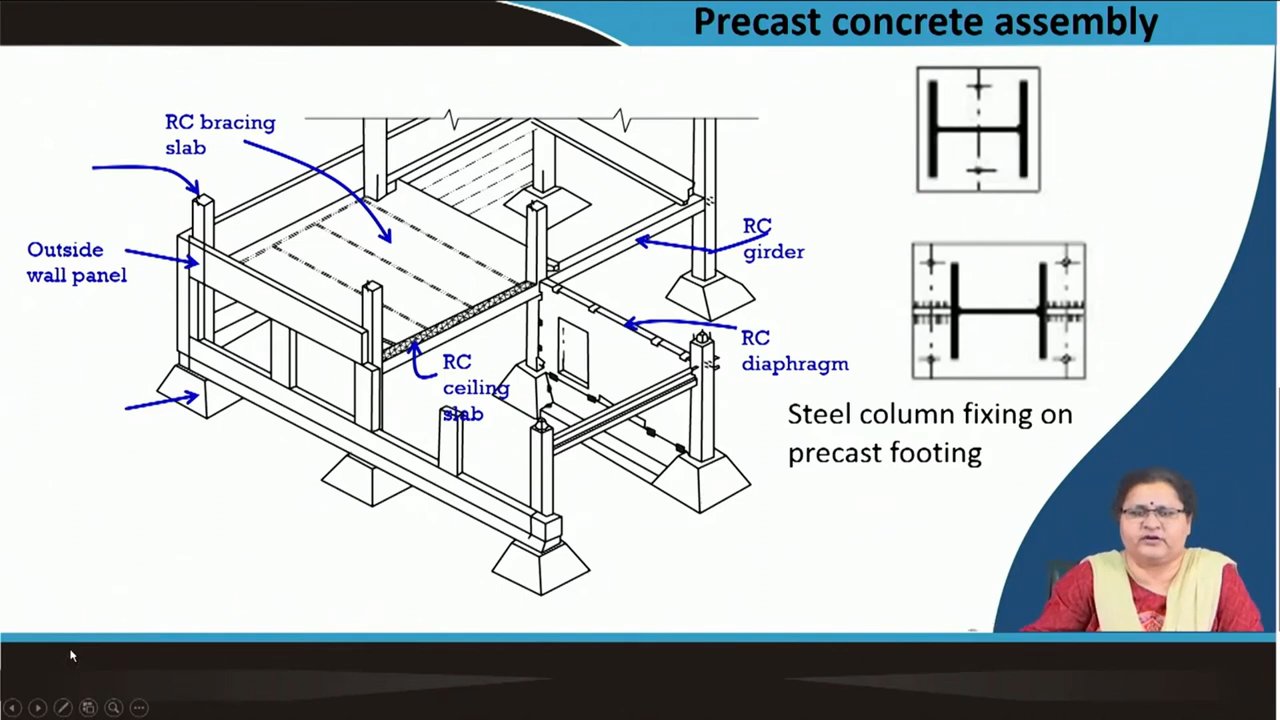 Precast concrete assembly
RC bracing
slab
Outside
wall panel
RC
girder
RC
diaphragm
RC
ceiling
slab
Steel column fixing on
precast footing